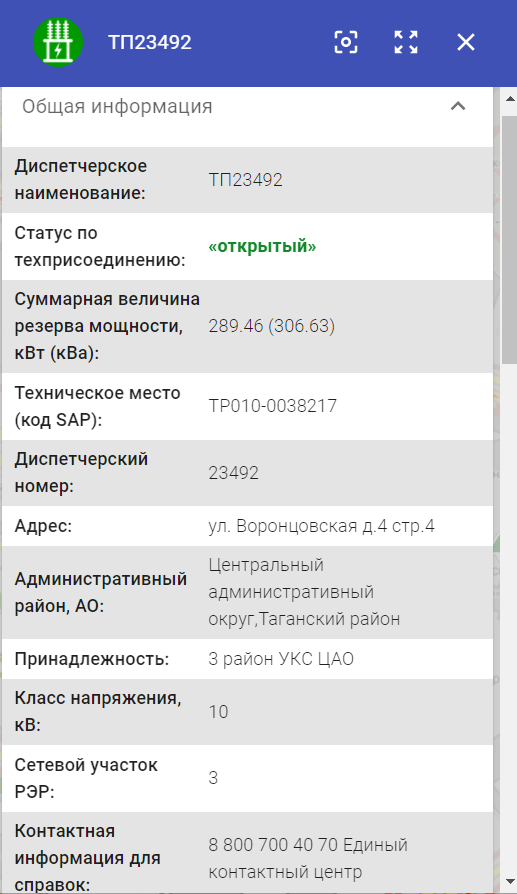 ТП23492
Общая информация
Диспетчерское
наименование:
ТП23492
Статус по
техприсоединению:
«открытый»
Суммарная величина
резерва мощности,
кВт (кВа):
289.46 (306.63)
Техническое место
(код SAP):
TP010-0038217
Диспетчерский
номер:
23492
Адрес:
ул. Воронцовская д.4 стр.4
Административный
район, АО:
Центральный
административный
округ,Таганский район
Принадлежность:
3 район УКС ЦАО
Класс напряжения,
кВ:
10
Сетевой участок
РЭР:
3
Контактная
информация для
справок:
8 800 700 40 70 Единый
контактный центр